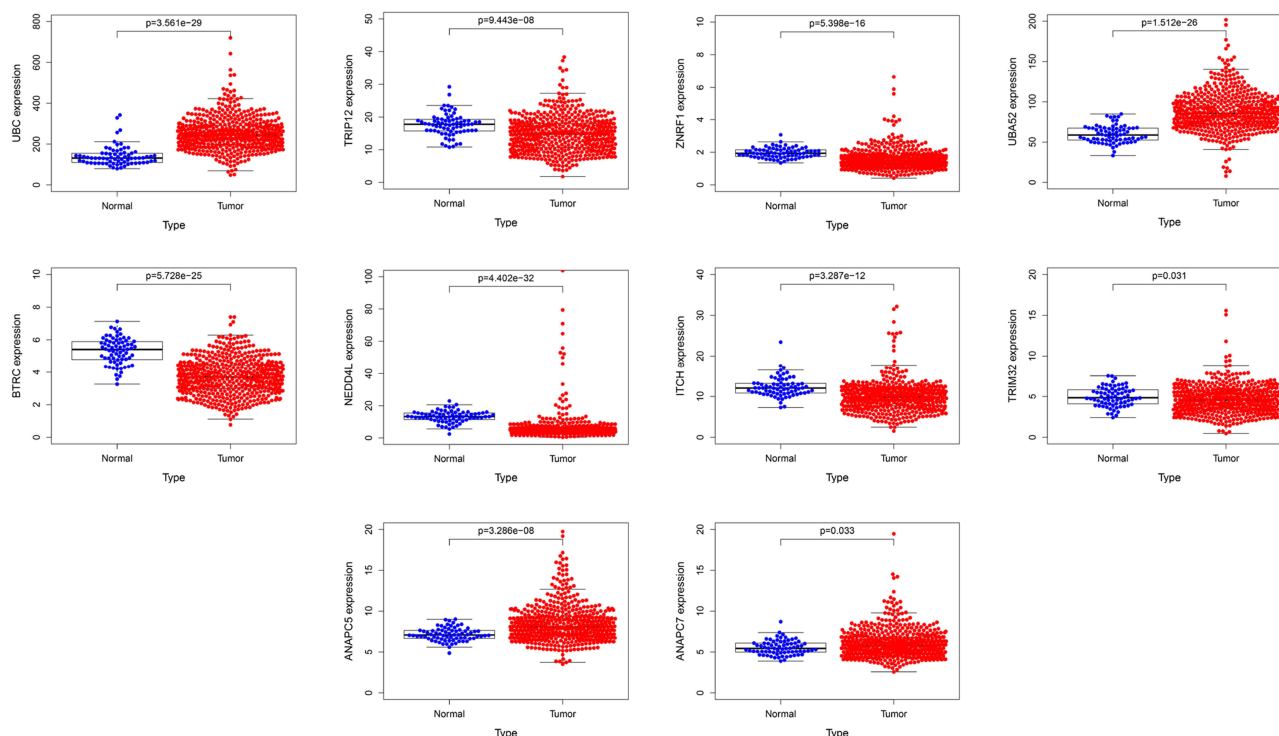 p=3.561e−29
UBC expression
800
600
400
200
0
Normal
Tumor
Type
p=9.443e−08
TRIP12 expression
50
40
30
20
10
0
Normal
Tumor
Type
p=5.398e−16
ZNRF1 expression
10
8
6
4
2
0
Normal
Tumor
Type
p=1.512e−26
UBA52 expression
200
150
100
50
0
Normal
Tumor
Type
p=5.728e−25
BTRC expression
10
8
6
4
2
0
Normal
Tumor
Type
p=4.402e−32
NEDD4L expression
100
80
60
40
20
0
Normal
Tumor
Type
p=3.287e−12
ITCH expression
40
30
20
10
0
Normal
Tumor
Type
p=0.031
TRIM32 expression
20
15
10
5
0
Normal
Tumor
Type
p=3.286e−08
ANAPC5 expression
20
15
10
5
0
Normal
Tumor
Type
p=0.033
ANAPC7 expression
20
15
10
5
0
Normal
Tumor
Type